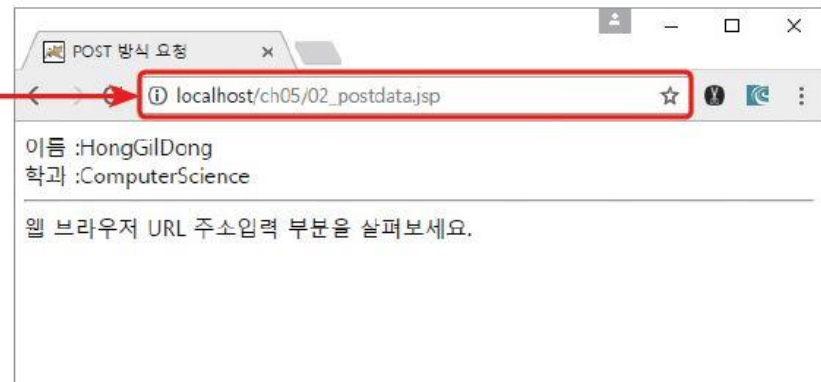 POST 방식 요청
localhost/ch05/02_postdata.jsp
이름 :HongGilDong
학과 :ComputerScience
웹 브라우저 URL 주소입력 부분을 살펴보세요.